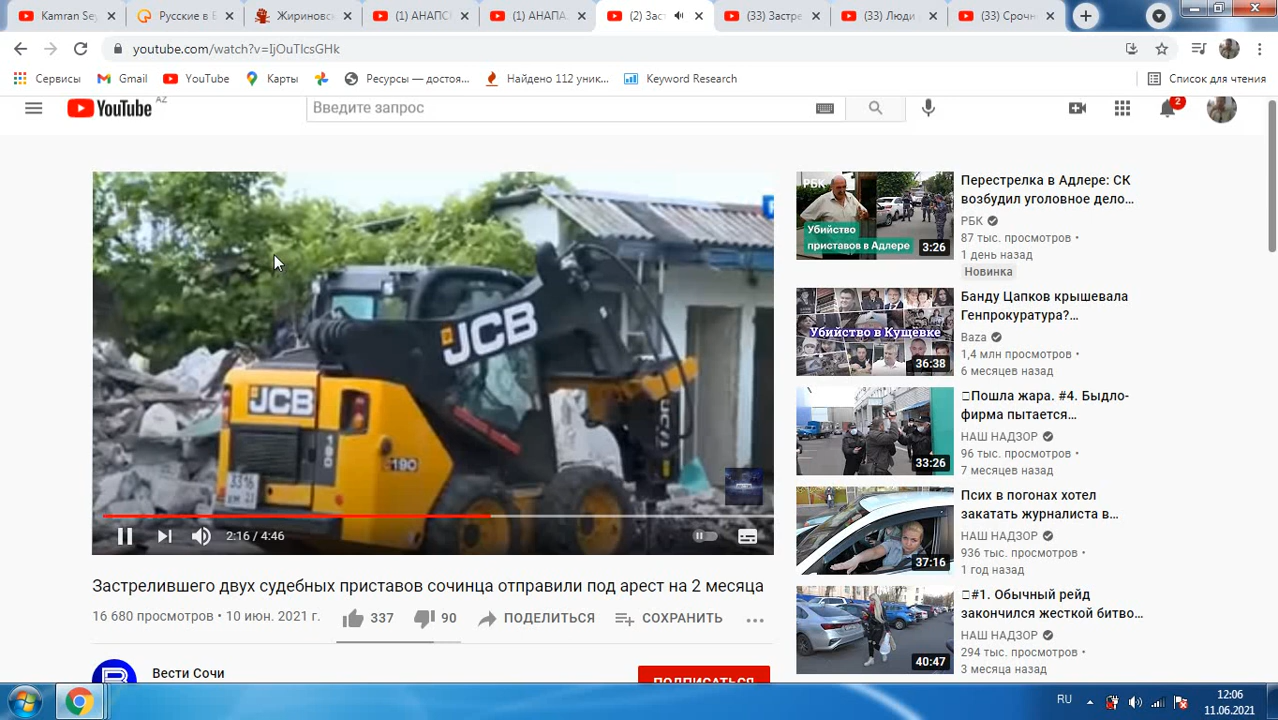 Kamran Sey
Русские в Е
Жириновск
(1) АНАПС
(1) АНАП
(2) Заст
(33) Застре
(33) Люди
(33) Срочн
youtube.com/watch?v=IjOuTIcsGHk
Сервисы
Gmail
YouTube
Карты
Ресурсы — достоя...
Найдено 112 уник...
Keyword Research
Список для чтения
YouTube AZ
Введите запрос
2
JCB
JCB
190
2:16 / 4:46
Застрелившего двух судебных приставов сочинца отправили под арест на 2 месяца
16 680 просмотров • 10 июн. 2021 г.
337
90
ПОДЕЛИТЬСЯ
СОХРАНИТЬ
Вести Сочи
ПОДПИСАТЬСЯ
РБК
Убийство
приставов в Адлере
3:26
Перестрелка в Адлере: СК
возбудил уголовное дело...
РБК
87 тыс. просмотров •
1 день назад
Новинка
Убийство в Кущевке
36:38
Банду Цапков крышевала
Генпрокуратура?...
Baza
1,4 млн просмотров •
6 месяцев назад
33:26
Пошла жара. #4. Быдло-
фирма пытается...
НАШ НАДЗОР
96 тыс. просмотров •
7 месяцев назад
37:16
Псих в погонах хотел
закатать журналиста в...
НАШ НАДЗОР
936 тыс. просмотров •
1 год назад
40:47
#1. Обычный рейд
закончился жесткой битво...
НАШ НАДЗОР
294 тыс. просмотров •
3 месяца назад
RU
12:06
11.06.2021